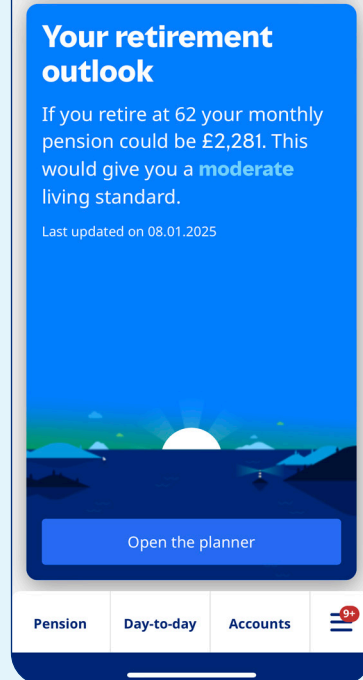 Your retirement
outlook
If you retire at 62 your monthly
pension could be £2,281. This
would give you a moderate
living standard.
Last updated on 08.01.2025
Open the planner
Pension
Day-to-day
Accounts
9+